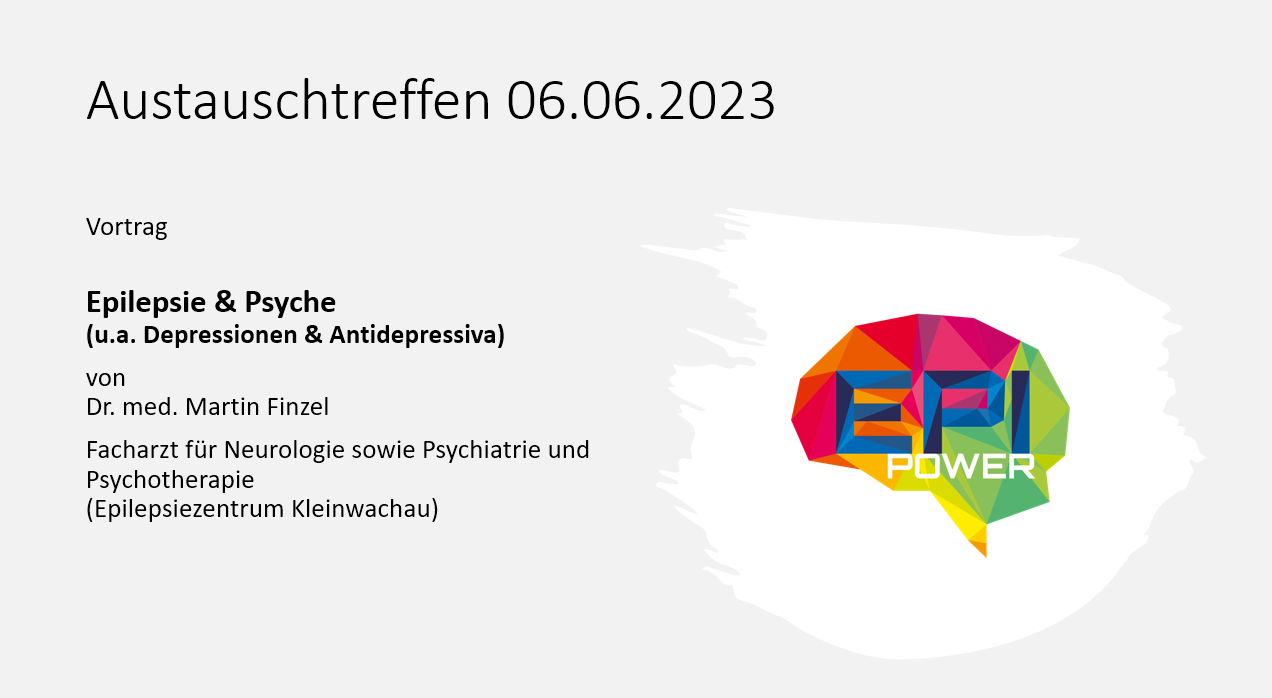 Austauschtreffen 06.06.2023
Vortrag
Epilepsie & Psyche
(u.a. Depressionen & Antidepressiva)
von
Dr. med. Martin Finzel
Facharzt für Neurologie sowie Psychiatrie und
Psychotherapie
(Epilepsiezentrum Kleinwachau)
EPI
POWER